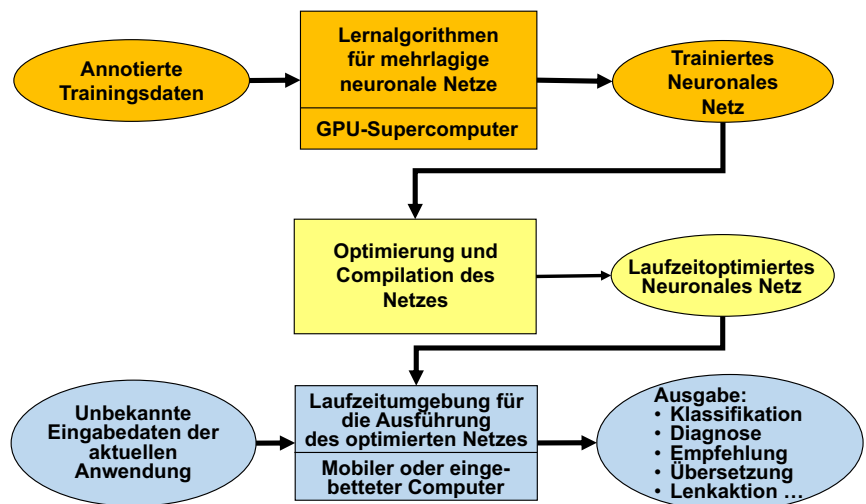 Annotierte
Trainingsdaten
Lernalgorithmen
für mehrlagige
neuronale Netze
GPU-Supercomputer
Trainiertes
Neuronales
Netz
Optimierung und
Compilation des
Netzes
Laufzeitoptimiertes
Neuronales Netz
Unbekannte
Eingabedaten der
aktuellen
Anwendung
Laufzeitumgebung für
die Ausführung
des optimierten Netzes
Mobiler oder einge-
betteter Computer
Ausgabe:
• Klassifikation
• Diagnose
• Empfehlung
• Übersetzung
• Lenkaktion ...